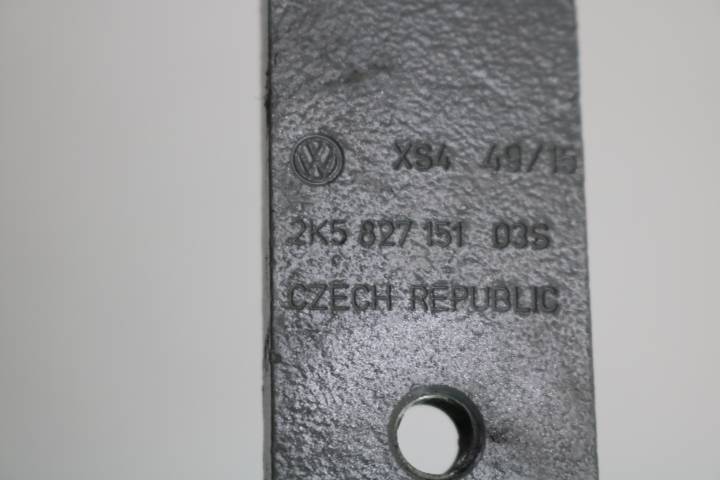 XS4 49/15
2K5 827 151 03S
CZECH REPUBLIC